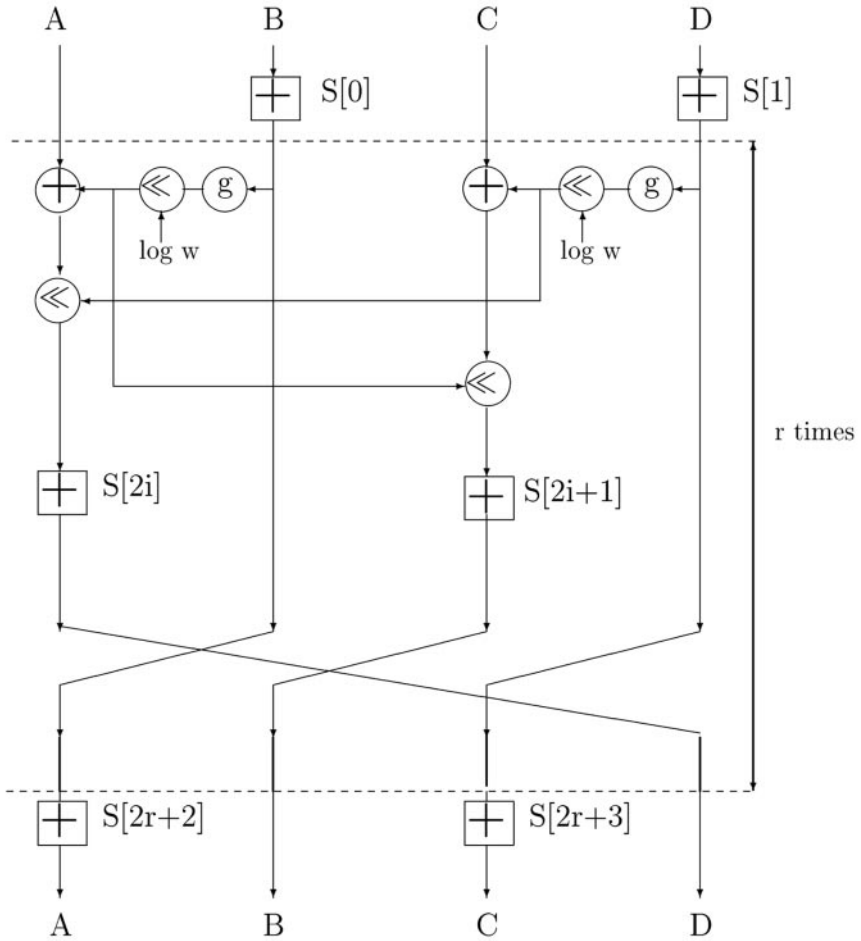 A B C D
S[0] S[1]
g g
log w log w
r times
S[2i] S[2i+1]
S[2r+2] S[2r+3]
A B C D